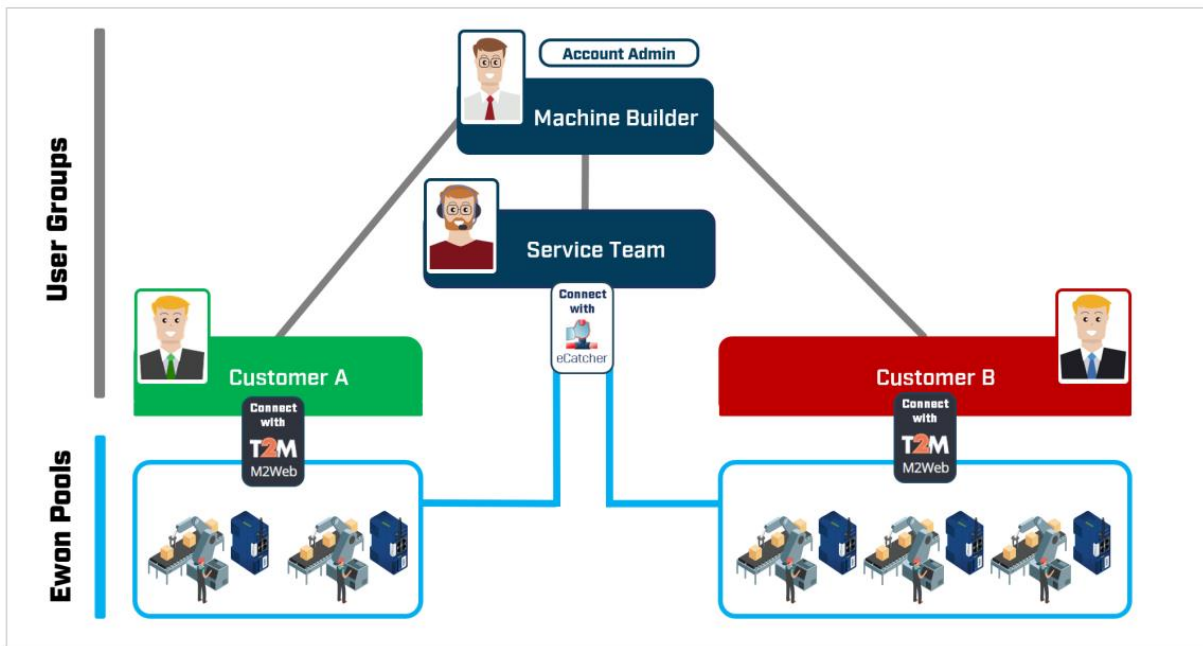 Account Admin
Machine Builder
User Groups
Service Team
Connect
with
eCatcher
Customer A
Customer B
Connect
with
T2M
M2Web
Connect
with
T2M
M2Web
Ewon Pools